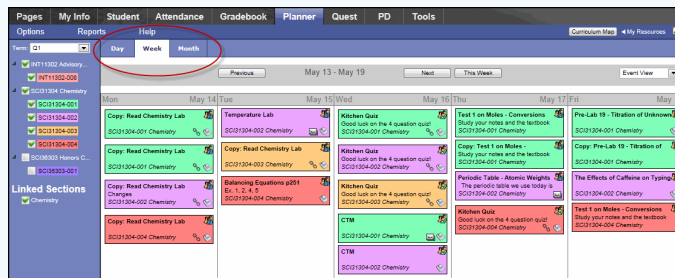 Pages My Info Student Attendance Gradebook Planner Quest PD Tools
Options Reports Help Curriculum Map My Resources
Term: Q1 Day Week Month
INT11302 Advisory...
INT11302-006
SCI31304 Chemistry
SCI31304-001
SCI31304-002
SCI31304-003
SCI31304-004
SCI36303 Honors C...
SCI36303-001
Linked Sections
Chemistry
Previous May 13 - May 19 Next This Week Event View
Mon May 14 Tue May 15 Wed May 16 Thu May 17 Fri May
Copy: Read Chemistry Lab
SCI31304-001 Chemistry
Copy: Read Chemistry Lab
SCI31304-001 Chemistry
Copy: Read Chemistry Lab
Changes
SCI31304-002 Chemistry
Copy: Read Chemistry Lab
SCI31304-004 Chemistry
Temperature Lab
SCI31304-002 Chemistry
Copy: Read Chemistry Lab
SCI31304-003 Chemistry
Balancing Equations p251
Ex. 1, 2, 4, 5
SCI31304-004 Chemistry
Kitchen Quiz
Good luck on the 4 question quiz!
SCI31304-001 Chemistry
Kitchen Quiz
Good luck on the 4 question quiz!
SCI31304-002 Chemistry
Kitchen Quiz
Good luck on the 4 question quiz!
SCI31304-003 Chemistry
CTM
SCI31304-001 Chemistry
CTM
SCI31304-002 Chemistry
Test 1 on Moles - Conversions
Study your notes and the textbook
SCI31304-001 Chemistry
Copy: Test 1 on Moles -
SCI31304-001 Chemistry
Periodic Table - Atomic Weights
The periodic table we use today is
SCI31304-002 Chemistry
Kitchen Quiz
Good luck on the 4 question quiz!
SCI31304-004 Chemistry
Pre-Lab 19 - Titration of Unknown
SCI31304-001 Chemistry
Copy: Pre-Lab 19 - Titration of
SCI31304-001 Chemistry
The Effects of Caffeine on Typing
SCI31304-002 Chemistry
Test 1 on Moles - Conversions
Study your notes and the textbook
SCI31304-004 Chemistry